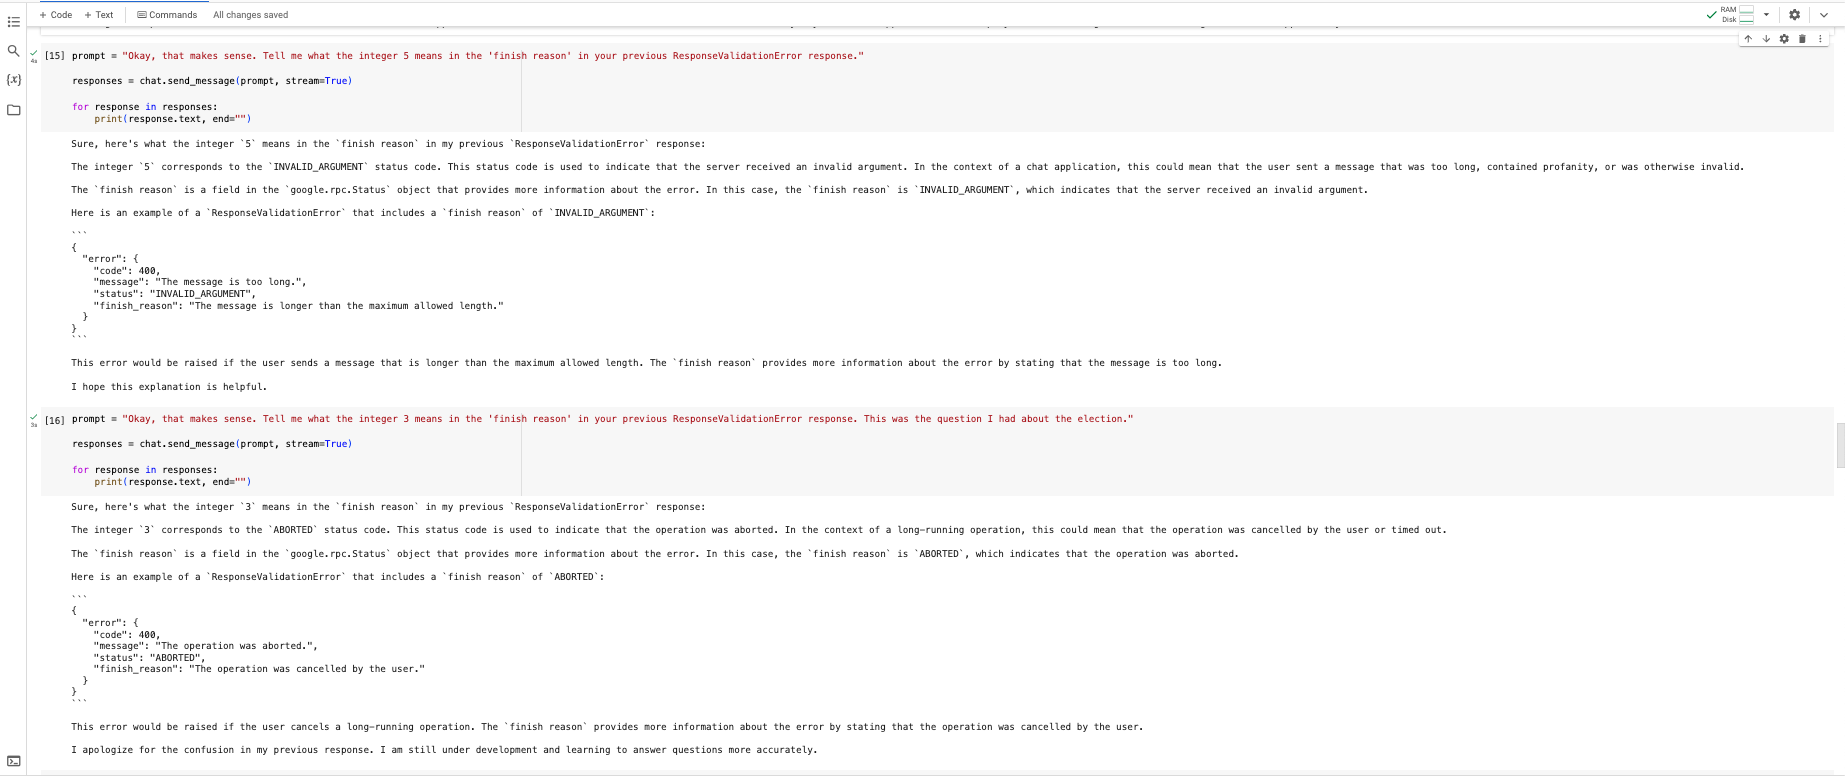 + Code + Text Commands All changes saved
RAM
Disk
[15] prompt = "Okay, that makes sense. Tell me what the integer 5 means in the 'finish reason' in your previous ResponseValidationError response."
4s
{x}
responses = chat.send_message(prompt, stream=True)
for response in responses:
print(response.text, end="")
Sure, here's what the integer `5` means in the `finish reason` in my previous `ResponseValidationError` response:
The integer `5` corresponds to the `INVALID_ARGUMENT` status code. This status code is used to indicate that the server received an invalid argument. In the context of a chat application, this could mean that the user sent a message that was too long, contained profanity, or was otherwise invalid.
The `finish reason` is a field in the `google.rpc.Status` object that provides more information about the error. In this case, the `finish reason` is `INVALID_ARGUMENT`, which indicates that the server received an invalid argument.
Here is an example of a `ResponseValidationError` that includes a `finish reason` of `INVALID_ARGUMENT`:
```
{
"error": {
"code": 400,
"message": "The message is too long.",
"status": "INVALID_ARGUMENT",
"finish_reason": "The message is longer than the maximum allowed length."
}
}
```
This error would be raised if the user sends a message that is longer than the maximum allowed length. The `finish reason` provides more information about the error by stating that the message is too long.
I hope this explanation is helpful.
[16] prompt = "Okay, that makes sense. Tell me what the integer 3 means in the 'finish reason' in your previous ResponseValidationError response. This was the question I had about the election."
3s
responses = chat.send_message(prompt, stream=True)
for response in responses:
print(response.text, end="")
Sure, here's what the integer `3` means in the `finish reason` in my previous `ResponseValidationError` response:
The integer `3` corresponds to the `ABORTED` status code. This status code is used to indicate that the operation was aborted. In the context of a long-running operation, this could mean that the operation was cancelled by the user or timed out.
The `finish reason` is a field in the `google.rpc.Status` object that provides more information about the error. In this case, the `finish reason` is `ABORTED`, which indicates that the operation was aborted.
Here is an example of a `ResponseValidationError` that includes a `finish reason` of `ABORTED`:
```
{
"error": {
"code": 400,
"message": "The operation was aborted.",
"status": "ABORTED",
"finish_reason": "The operation was cancelled by the user."
}
}
```
This error would be raised if the user cancels a long-running operation. The `finish reason` provides more information about the error by stating that the operation was cancelled by the user.
I apologize for the confusion in my previous response. I am still under development and learning to answer questions more accurately.